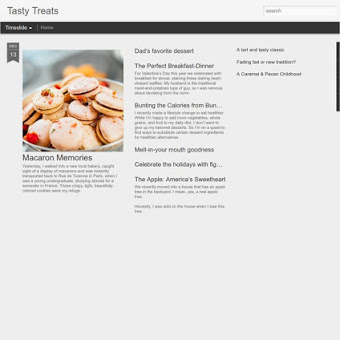 Tasty Treats
search
Timeslide
Home
DEC
13
Macaron Memories
Yesterday, I walked into a new local bakery, caught
sight of a display of macarons and was instantly
transported back to Rue de Turenne in Paris, when I
was a young undergraduate, studying abroad for a
semester in France. Those crispy, light, beautifully
colored cookies were my refuge.
Dad's favorite dessert
The Perfect Breakfast-Dinner
For Valentine's Day this year we celebrated with
breakfast for dinner, starring these darling heart-
shaped waffles. My husband is the traditional
meat-and-potatoes type of guy, so I was nervous
about deviating from the norm.
Bunting the Calories from Bun…
I recently made a lifestyle change to eat healthier.
While I'm happy to add more vegetables, whole
grains, and fruit to my daily diet, I don't want to
give up my beloved desserts. So I'm on a quest to
find ways to substitute certain dessert ingredients
for healthier alternatives.
Melt-in-your mouth goodness
Celebrate the holidays with fig…
The Apple: America's Sweetheart
We recently moved into a house that has an apple
tree in the backyard. I mean, yes, a real apple
tree.
Honestly, I was sold on the house when I saw this
tree.
A tart and tasty classic
Fading fad or new tradition?
A Caramel & Pecan Childhood